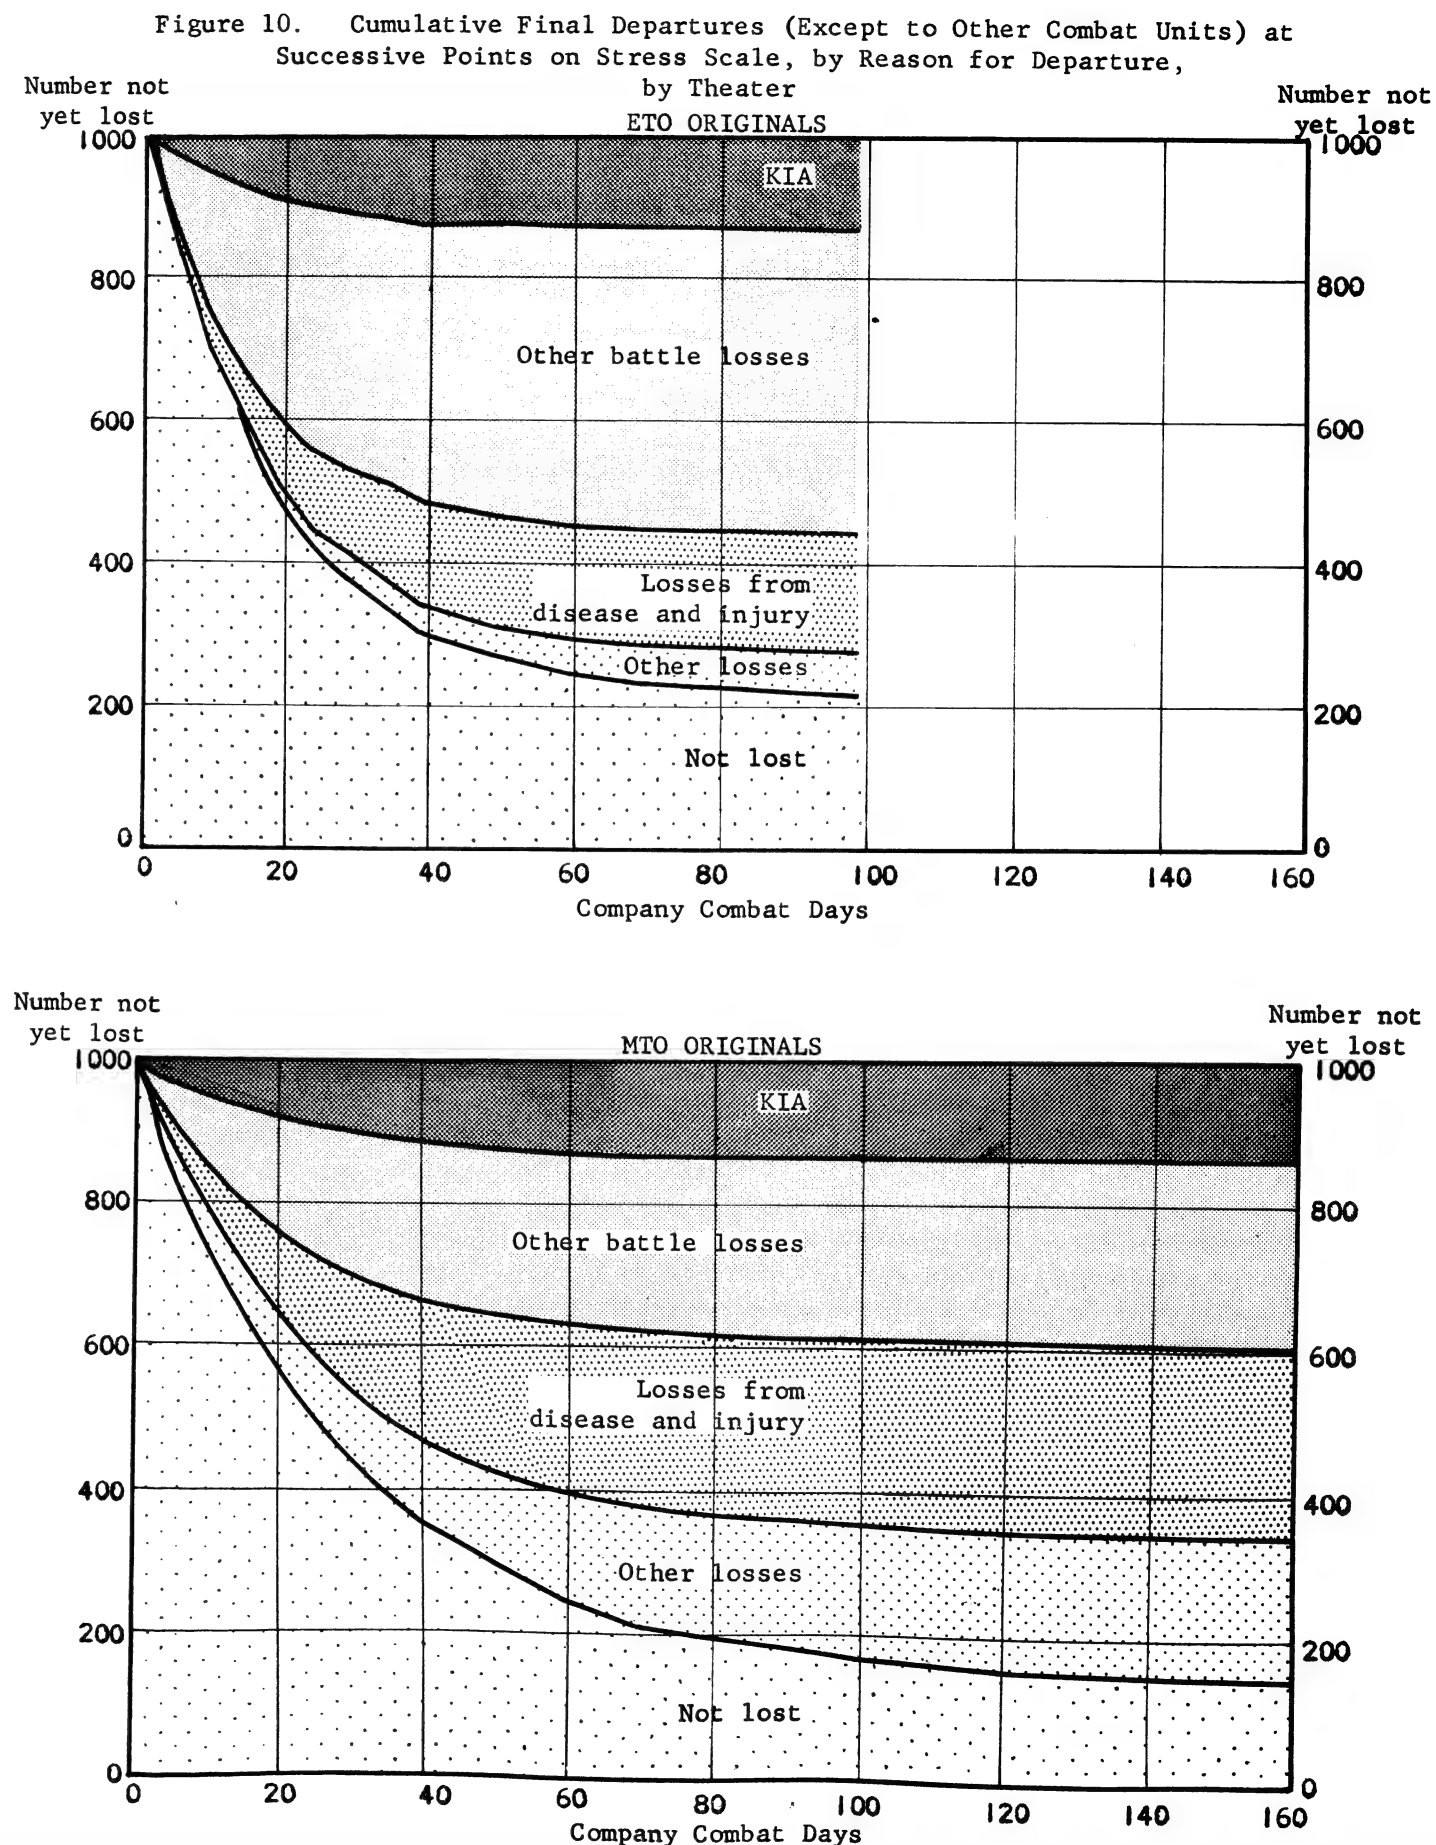 Figure 10. Cumulative Final Departures (Except to Other Combat Units) at
Successive Points on Stress Scale, by Reason for Departure,
by Theater
Number not
yet lost
Number not
yet lost
ETO ORIGINALS
1000
1000
KIA
800
800
Other battle losses
600
600
400
400
Losses from
disease and injury
Other losses
200
200
Not lost
0
0
0 20 40 60 80 100 120 140 160
Company Combat Days
Number not
yet lost
Number not
yet lost
MTO ORIGINALS
1000
1000
KIA
800
800
Other battle losses
600
600
Losses from
disease and injury
400
400
Other losses
200
200
Not lost
0
0
0 20 40 60 80 100 120 140 160
Company Combat Days